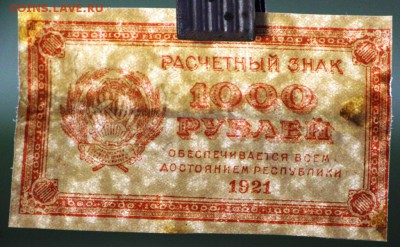 COINS.LAVE.RU
РАСЧЕТНЫЙ ЗНАК
1000
РУБЛЕЙ
ОБЕСПЕЧИВАЕТСЯ ВСЕМ
ДОСТОЯНИЕМ РЕСПУБЛИКИ
1921